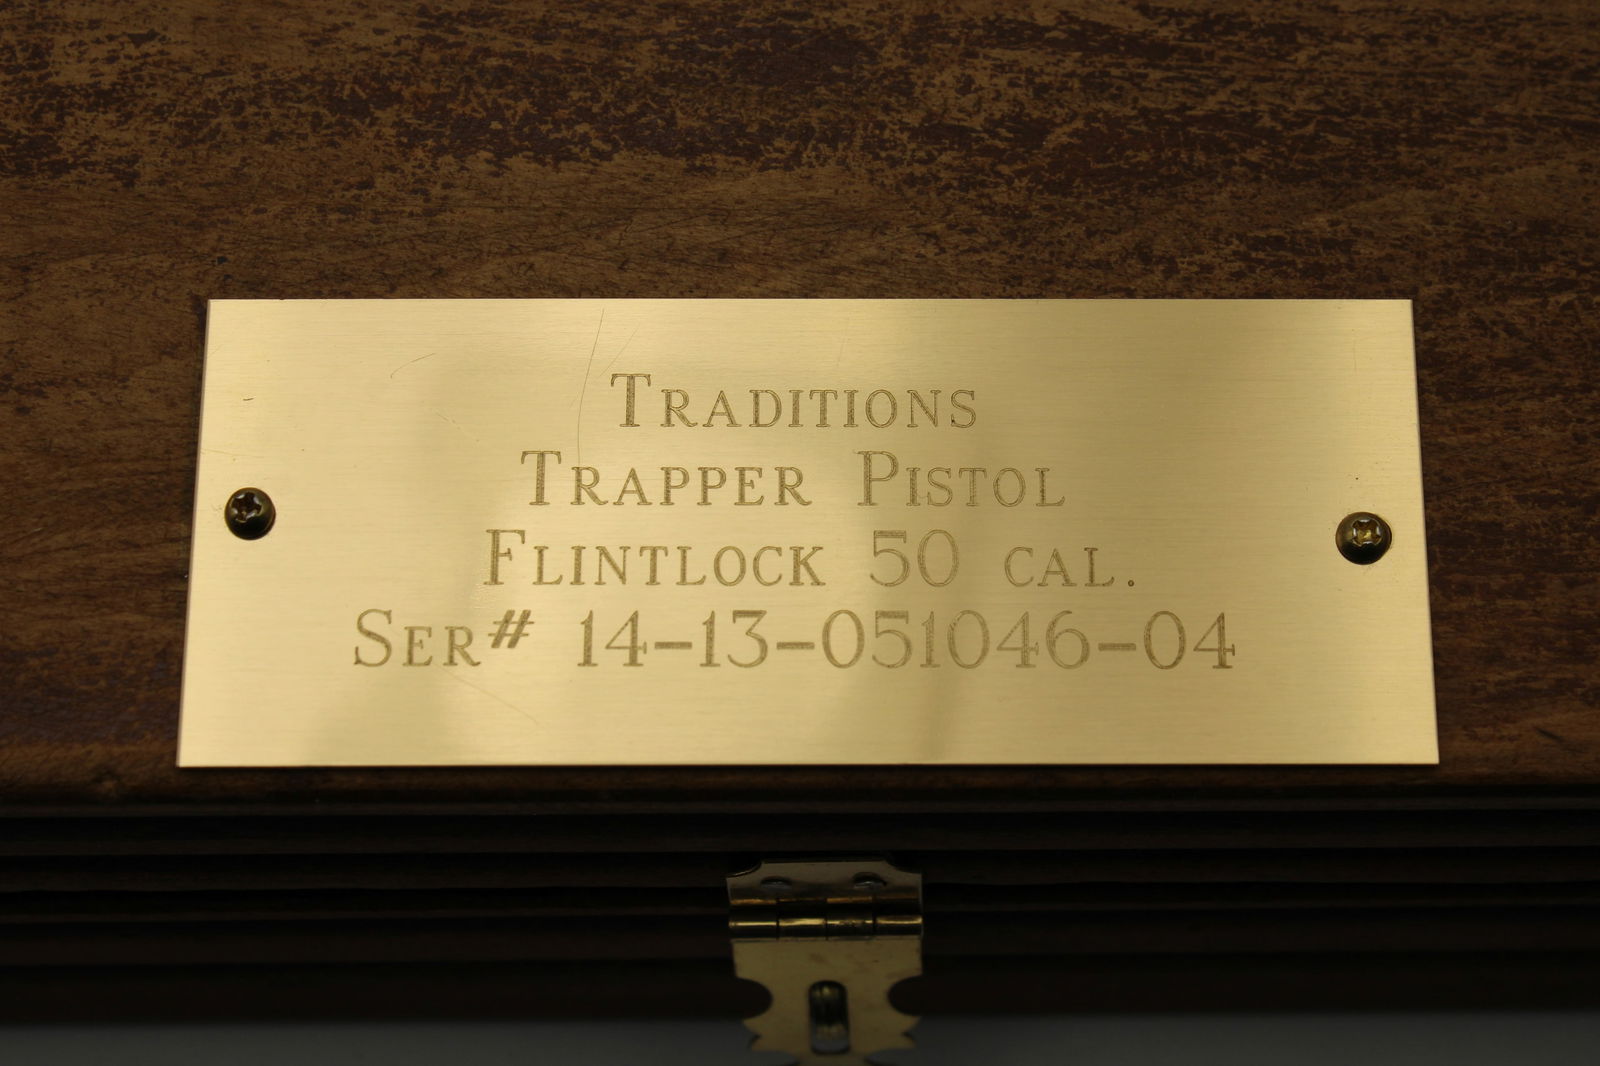 Traditions
Trapper Pistol
Flintlock 50 cal.
Ser# 14-13-051046-04